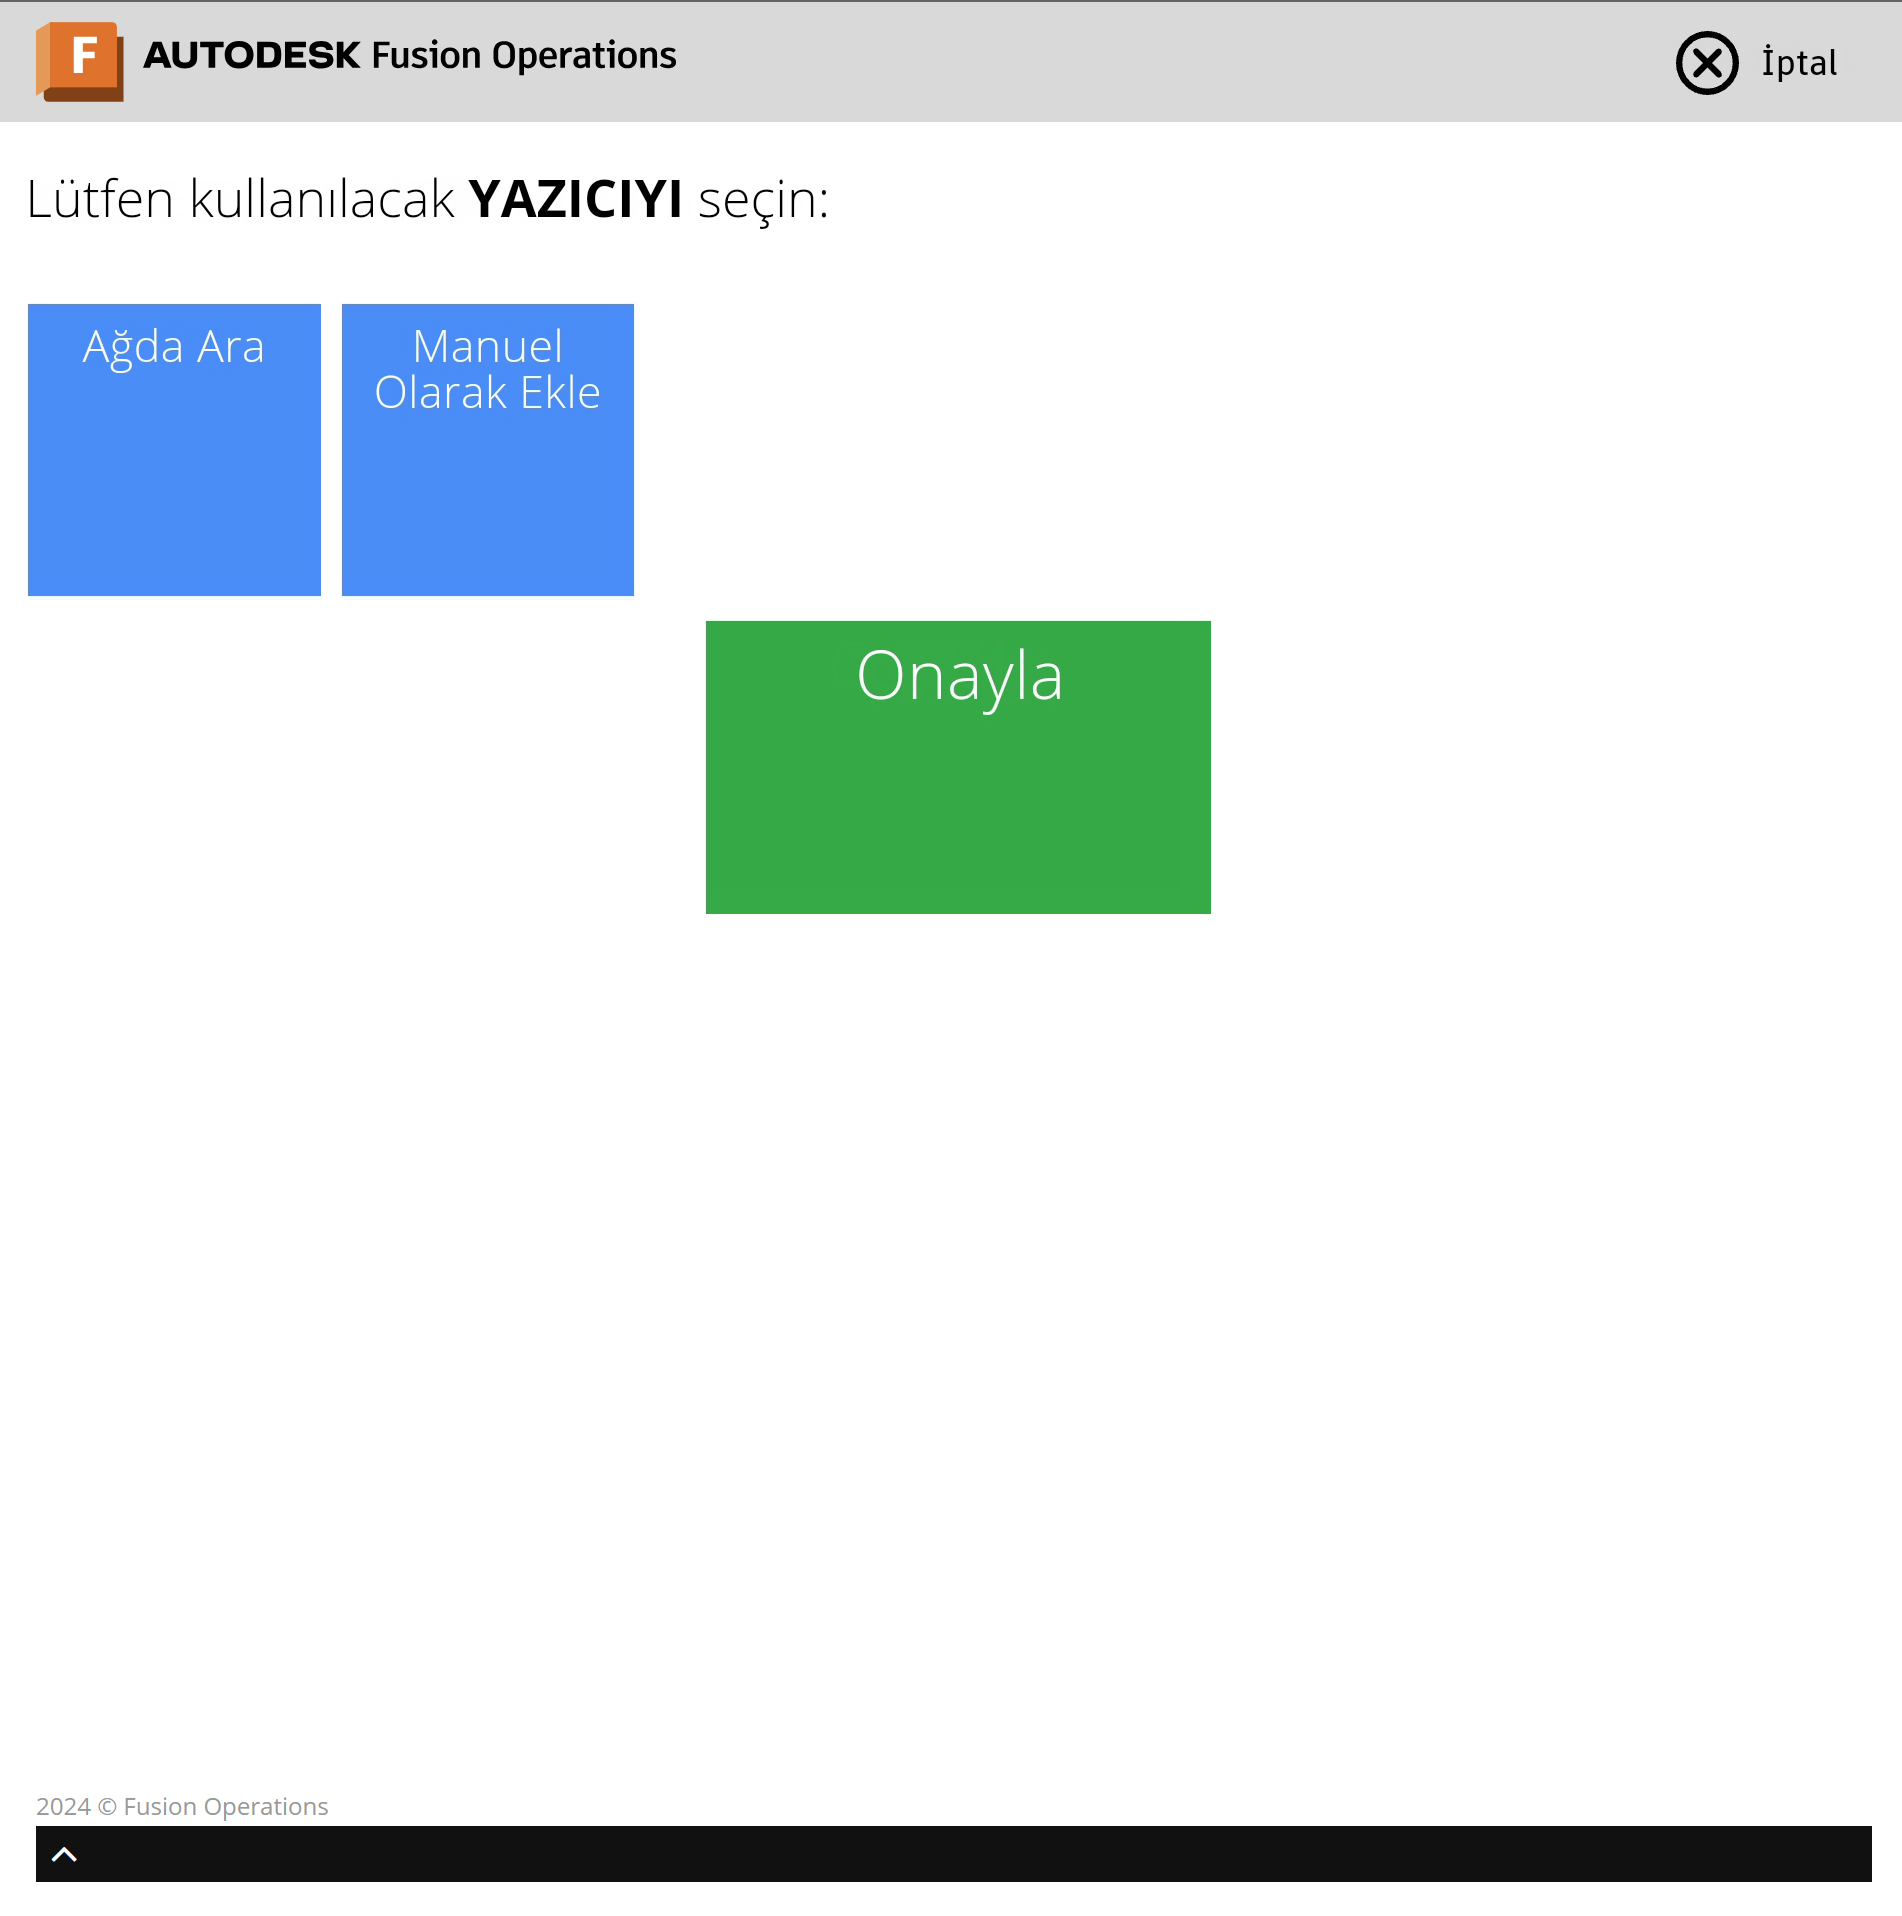 F
AUTODESK Fusion Operations
İptal
Lütfen kullanılacak YAZICIYI seçin:
Ağda Ara
Manuel
Olarak Ekle
Onayla
2024 © Fusion Operations